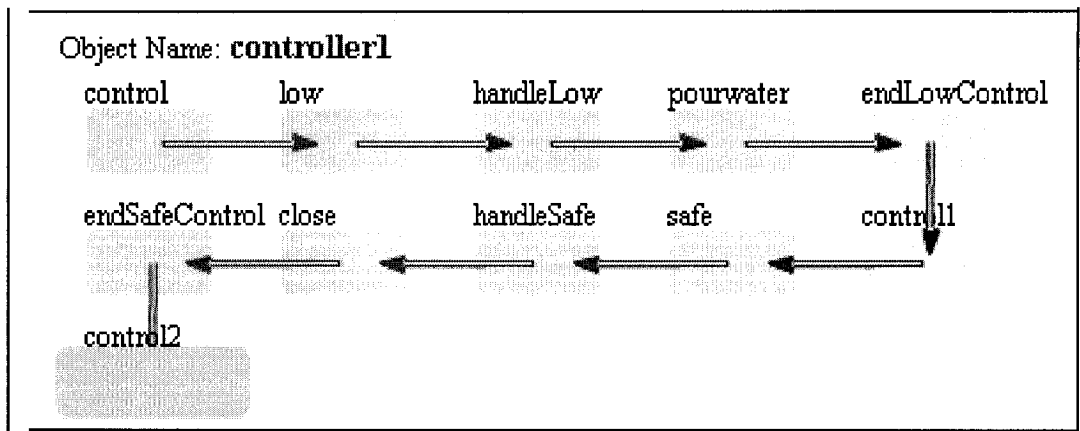 Object Name: controller1
control low handleLow pourwater endLowControl
endSafeControl close handleSafe safe control1
control2